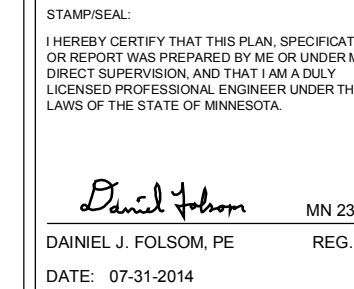 STAMP/SEAL:
I HEREBY CERTIFY THAT THIS PLAN, SPECIFICAT
OR REPORT WAS PREPARED BY ME OR UNDER M
DIRECT SUPERVISION, AND THAT I AM A DULY
LICENSED PROFESSIONAL ENGINEER UNDER TH
LAWS OF THE STATE OF MINNESOTA.
Daniel Folsom MN 23
DAINIEL J. FOLSOM, PE REG.
DATE: 07-31-2014